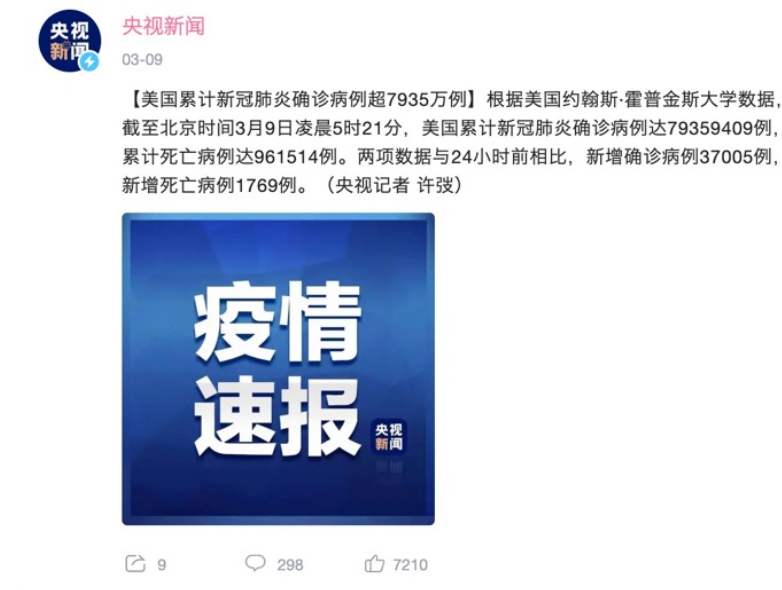 央视
新闻
央视新闻
03-09
【美国累计新冠肺炎确诊病例超7935万例】根据美国约翰斯·霍普金斯大学数据,
截至北京时间3月9日凌晨5时21分，美国累计新冠肺炎确诊病例达79359409例,
累计死亡病例达961514例。两项数据与24小时前相比，新增确诊病例37005例,
新增死亡病例1769例。（央视记者 许弢）
疫情
速报
央视
新闻
9
298
7210